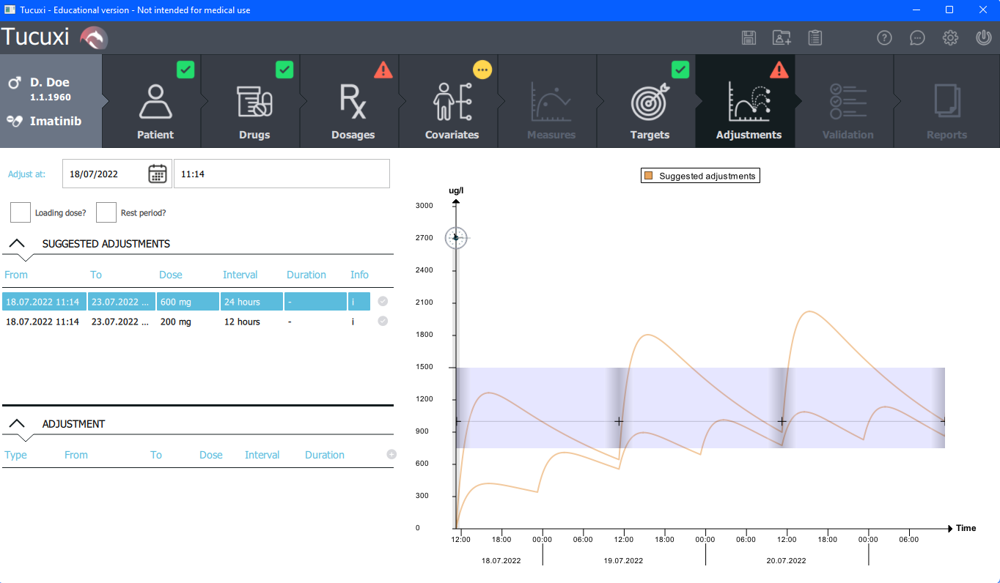 Tucuxi - Educational version - Not intended for medical use
Tucuxi
D. Doe
1.1.1960
Imatinib
Patient
Drugs
Dosages
Covariates
Measures
Targets
Adjustments
Validation
Reports
Adjust at:
18/07/2022
11:14
Loading dose?
Rest period?
SUGGESTED ADJUSTMENTS
From To Dose Interval Duration Info
18.07.2022 11:14 23.07.2022 ... 600 mg 24 hours - i
18.07.2022 11:14 23.07.2022 ... 200 mg 12 hours - i
ADJUSTMENT
Type From To Dose Interval Duration
Suggested adjustments
ug/l
3000
2700
2400
2100
1800
1500
1200
900
600
300
0
Time
12:00 18:00 00:00 06:00 12:00 18:00 00:00 06:00 12:00 18:00 00:00 06:00
18.07.2022 19.07.2022 20.07.2022